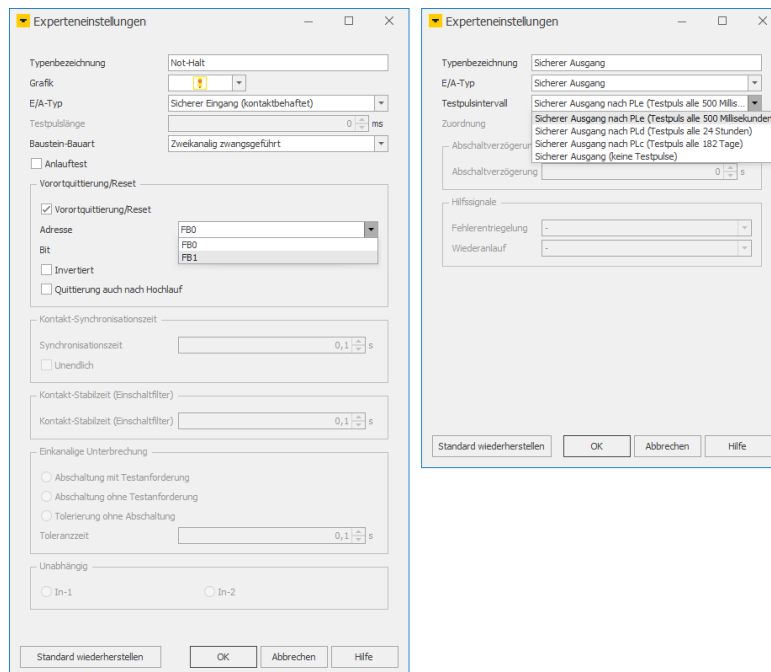 Experteneinstellungen
Typenbezeichnung Not-Halt
Grafik
E/A-Typ Sicherer Eingang (kontaktbehaftet)
Testpulslänge 0 ms
Baustein-Bauart Zweikanalig zwangsgeführt
Anlauftest
Vorortquittierung/Reset
Vorortquittierung/Reset
Adresse FB0
FB0
Bit
FB1
Invertiert
Quittierung auch nach Hochlauf
Kontakt-Synchronisationszeit
Synchronisationszeit 0,1 s
Unendlich
Kontakt-Stabilzeit (Einschaltfilter)
Kontakt-Stabilzeit (Einschaltfilter) 0,1 s
Einkanalige Unterbrechung
Abschaltung mit Testanforderung
Abschaltung ohne Testanforderung
Tolerierung ohne Abschaltung
Toleranzzeit 0,1 s
Unabhängig
In-1 In-2
Standard wiederherstellen OK Abbrechen Hilfe
Experteneinstellungen
Typenbezeichnung Sicherer Ausgang
E/A-Typ Sicherer Ausgang
Testpulsintervall Sicherer Ausgang nach PLe (Testpuls alle 500 Millis...
Sicherer Ausgang nach PLe (Testpuls alle 500 Millisekunden
Zuordnung
Sicherer Ausgang nach PLd (Testpuls alle 24 Stunden)
Abschaltverzögerun
Sicherer Ausgang nach PLc (Testpuls alle 182 Tage)
Sicherer Ausgang (keine Testpulse)
Abschaltverzögerung 0 s
Hilfssignale
Fehlerentriegelung -
Wiederanlauf -
Standard wiederherstellen OK Abbrechen Hilfe